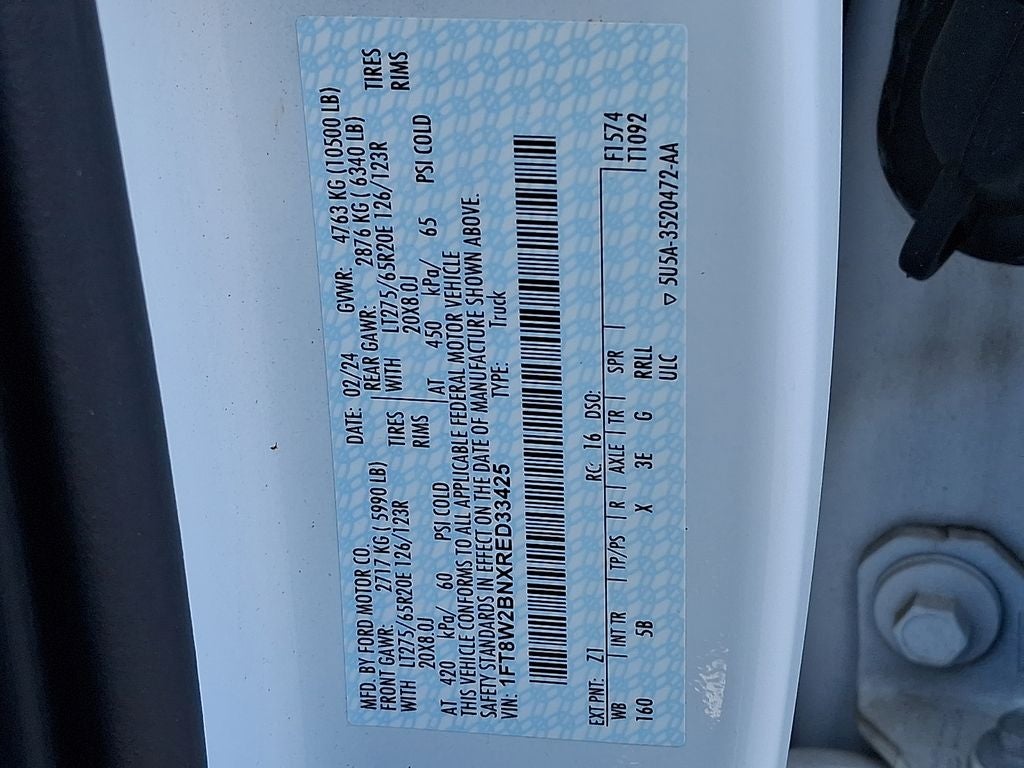 MFD. BY FORD MOTOR CO.
DATE: 02/24 GVWR: 4763 KG (10500 LB)
FRONT GAWR: 2717 KG ( 5990 LB) REAR GAWR: 2876 KG ( 6340 LB)
WITH LT275/65R20E 126/123R TIRES WITH LT275/65R20E 126/123R TIRES
20X8.0J RIMS 20X8.0J RIMS
AT 420 kPa/ 60 PSI COLD AT 450 kPa/ 65 PSI COLD
THIS VEHICLE CONFORMS TO ALL APPLICABLE FEDERAL MOTOR VEHICLE
SAFETY STANDARDS IN EFFECT ON THE DATE OF MANUFACTURE SHOWN ABOVE.
VIN: 1FT8W2BNXRED33425 TYPE: Truck
EXT PNT: Z1 RC: 16 DSO:
WB | INT TR | TP/PS | R | AXLE | TR | SPR | F1574
160 5B X 3E G RRLL T1092
ULC
▽ 5U5A-3520472-AA